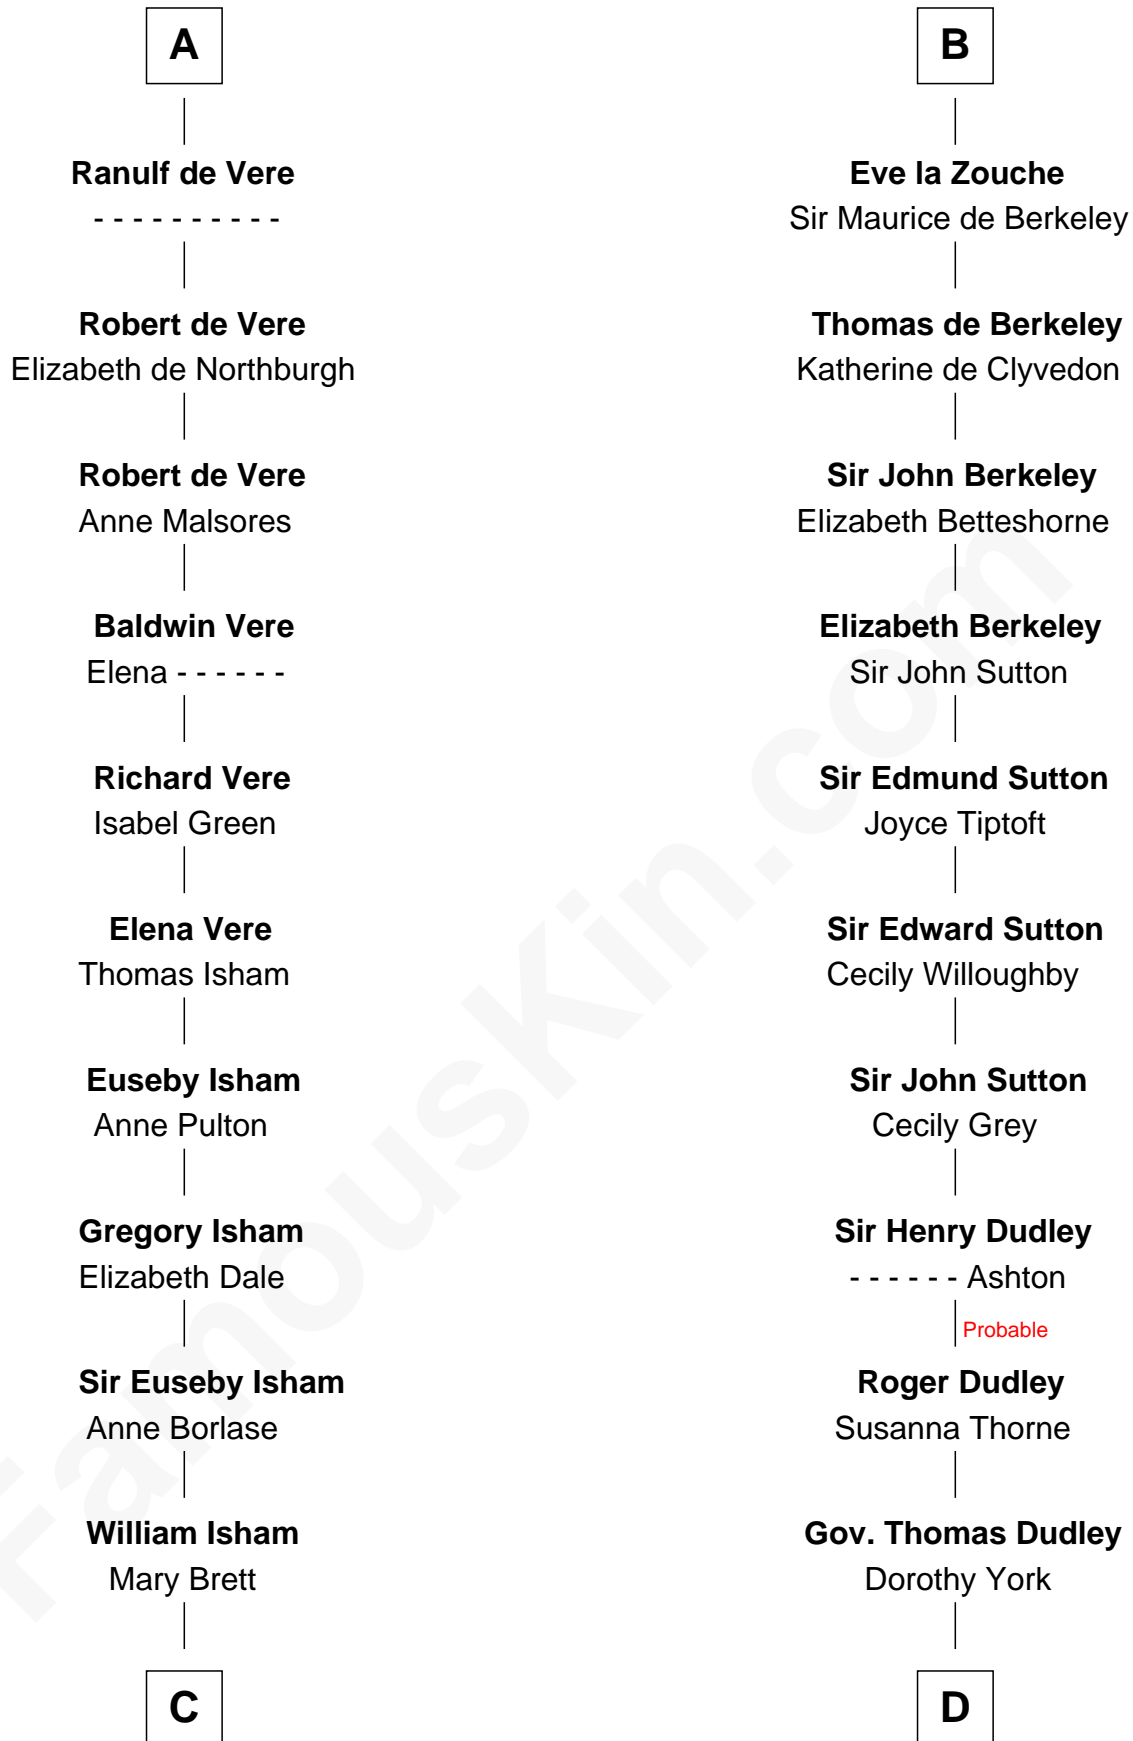 A
Ranulf de Vere
- - - - - - - - - -
Robert de Vere
Elizabeth de Northburgh
Robert de Vere
Anne Malsores
Baldwin Vere
Elena - - - - - -
Richard Vere
Isabel Green
Elena Vere
Thomas Isham
Euseby Isham
Anne Pulton
Gregory Isham
Elizabeth Dale
Sir Euseby Isham
Anne Borlase
William Isham
Mary Brett
C
B
Eve la Zouche
Sir Maurice de Berkeley
Thomas de Berkeley
Katherine de Clyvedon
Sir John Berkeley
Elizabeth Betteshorne
Elizabeth Berkeley
Sir John Sutton
Sir Edmund Sutton
Joyce Tiptoft
Sir Edward Sutton
Cecily Willoughby
Sir John Sutton
Cecily Grey
Sir Henry Dudley
- - - - - - Ashton
Probable
Roger Dudley
Susanna Thorne
Gov. Thomas Dudley
Dorothy York
D
FamousKin.com